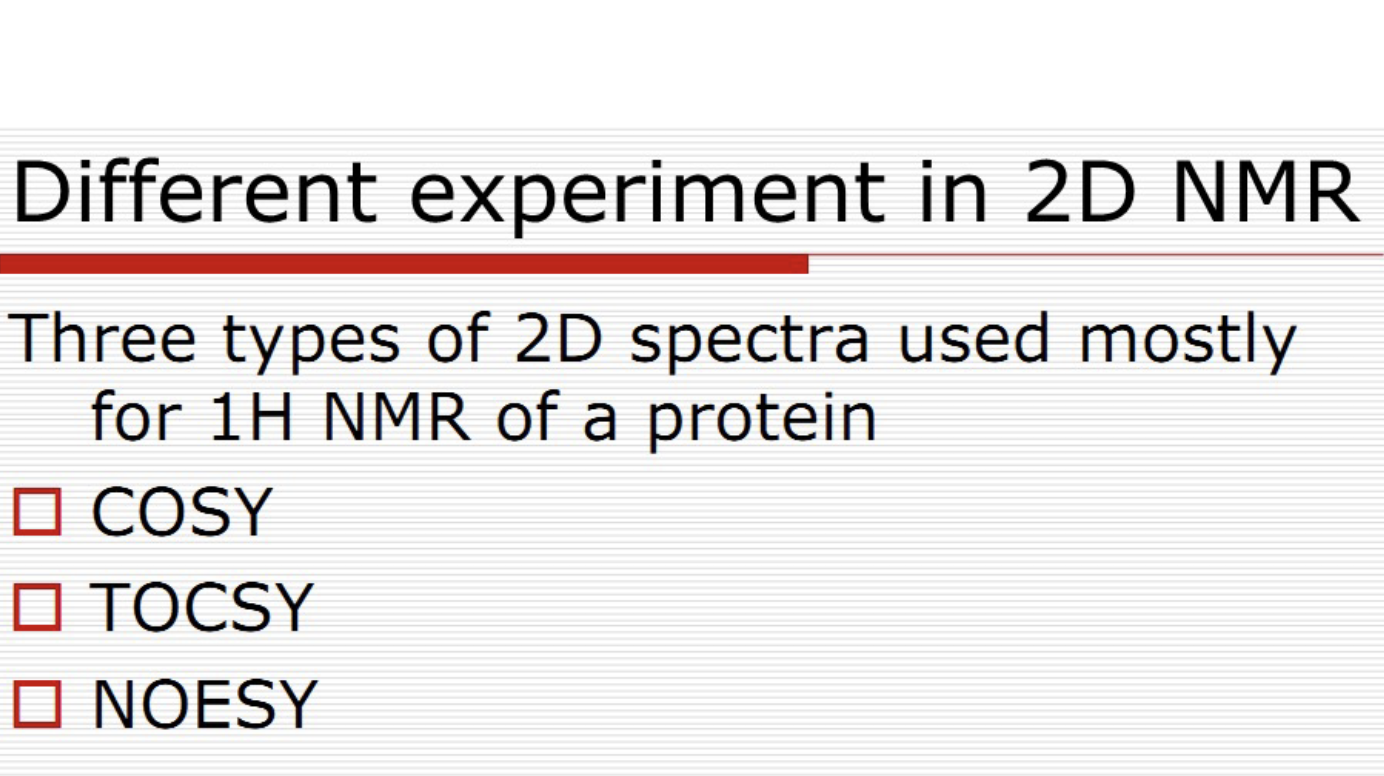 Different experiment in 2D NMR
Three types of 2D spectra used mostly
for 1H NMR of a protein
COSY
TOCSY
NOESY